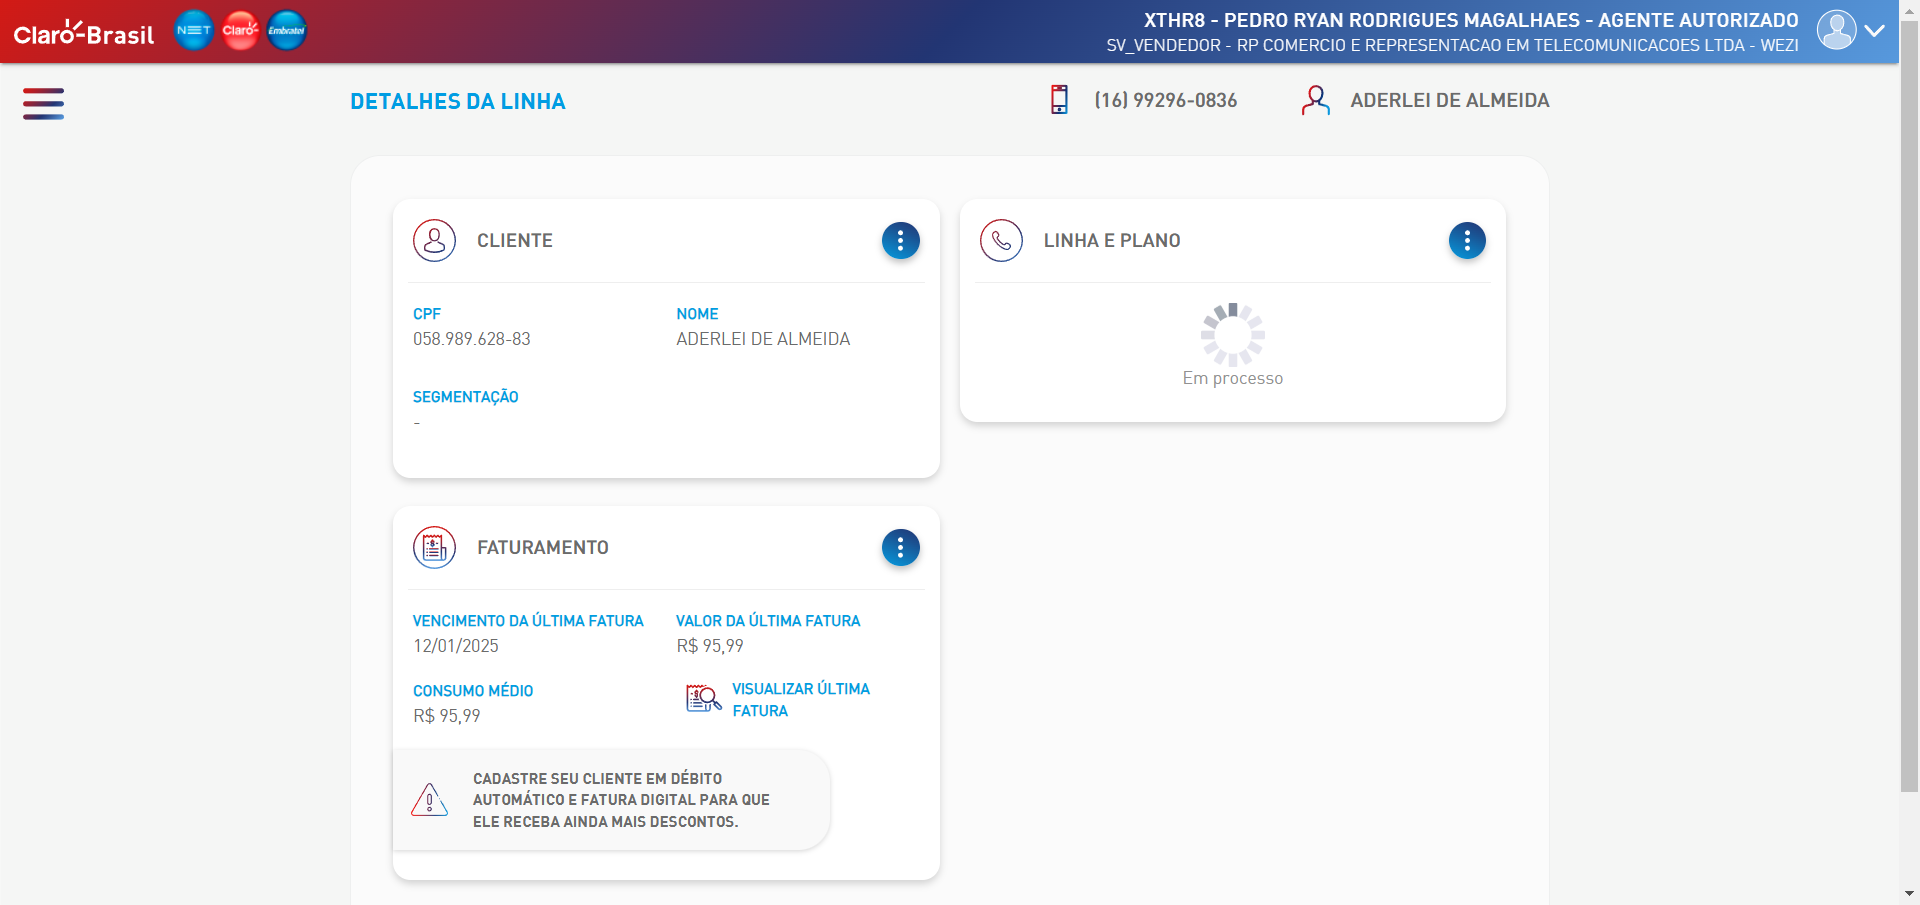 Claro-Brasil
NET
Claro
Embratel
XTHR8 - PEDRO RYAN RODRIGUES MAGALHAES - AGENTE AUTORIZADO
SV_VENDEDOR - RP COMERCIO E REPRESENTACAO EM TELECOMUNICACOES LTDA - WEZI
DETALHES DA LINHA
(16) 99296-0836
ADERLEI DE ALMEIDA
CLIENTE
CPF
058.989.628-83
NOME
ADERLEI DE ALMEIDA
SEGMENTAÇÃO
-
LINHA E PLANO
Em processo
FATURAMENTO
VENCIMENTO DA ÚLTIMA FATURA
12/01/2025
VALOR DA ÚLTIMA FATURA
R$ 95,99
CONSUMO MÉDIO
R$ 95,99
VISUALIZAR ÚLTIMA
FATURA
CADASTRE SEU CLIENTE EM DÉBITO
AUTOMÁTICO E FATURA DIGITAL PARA QUE
ELE RECEBA AINDA MAIS DESCONTOS.